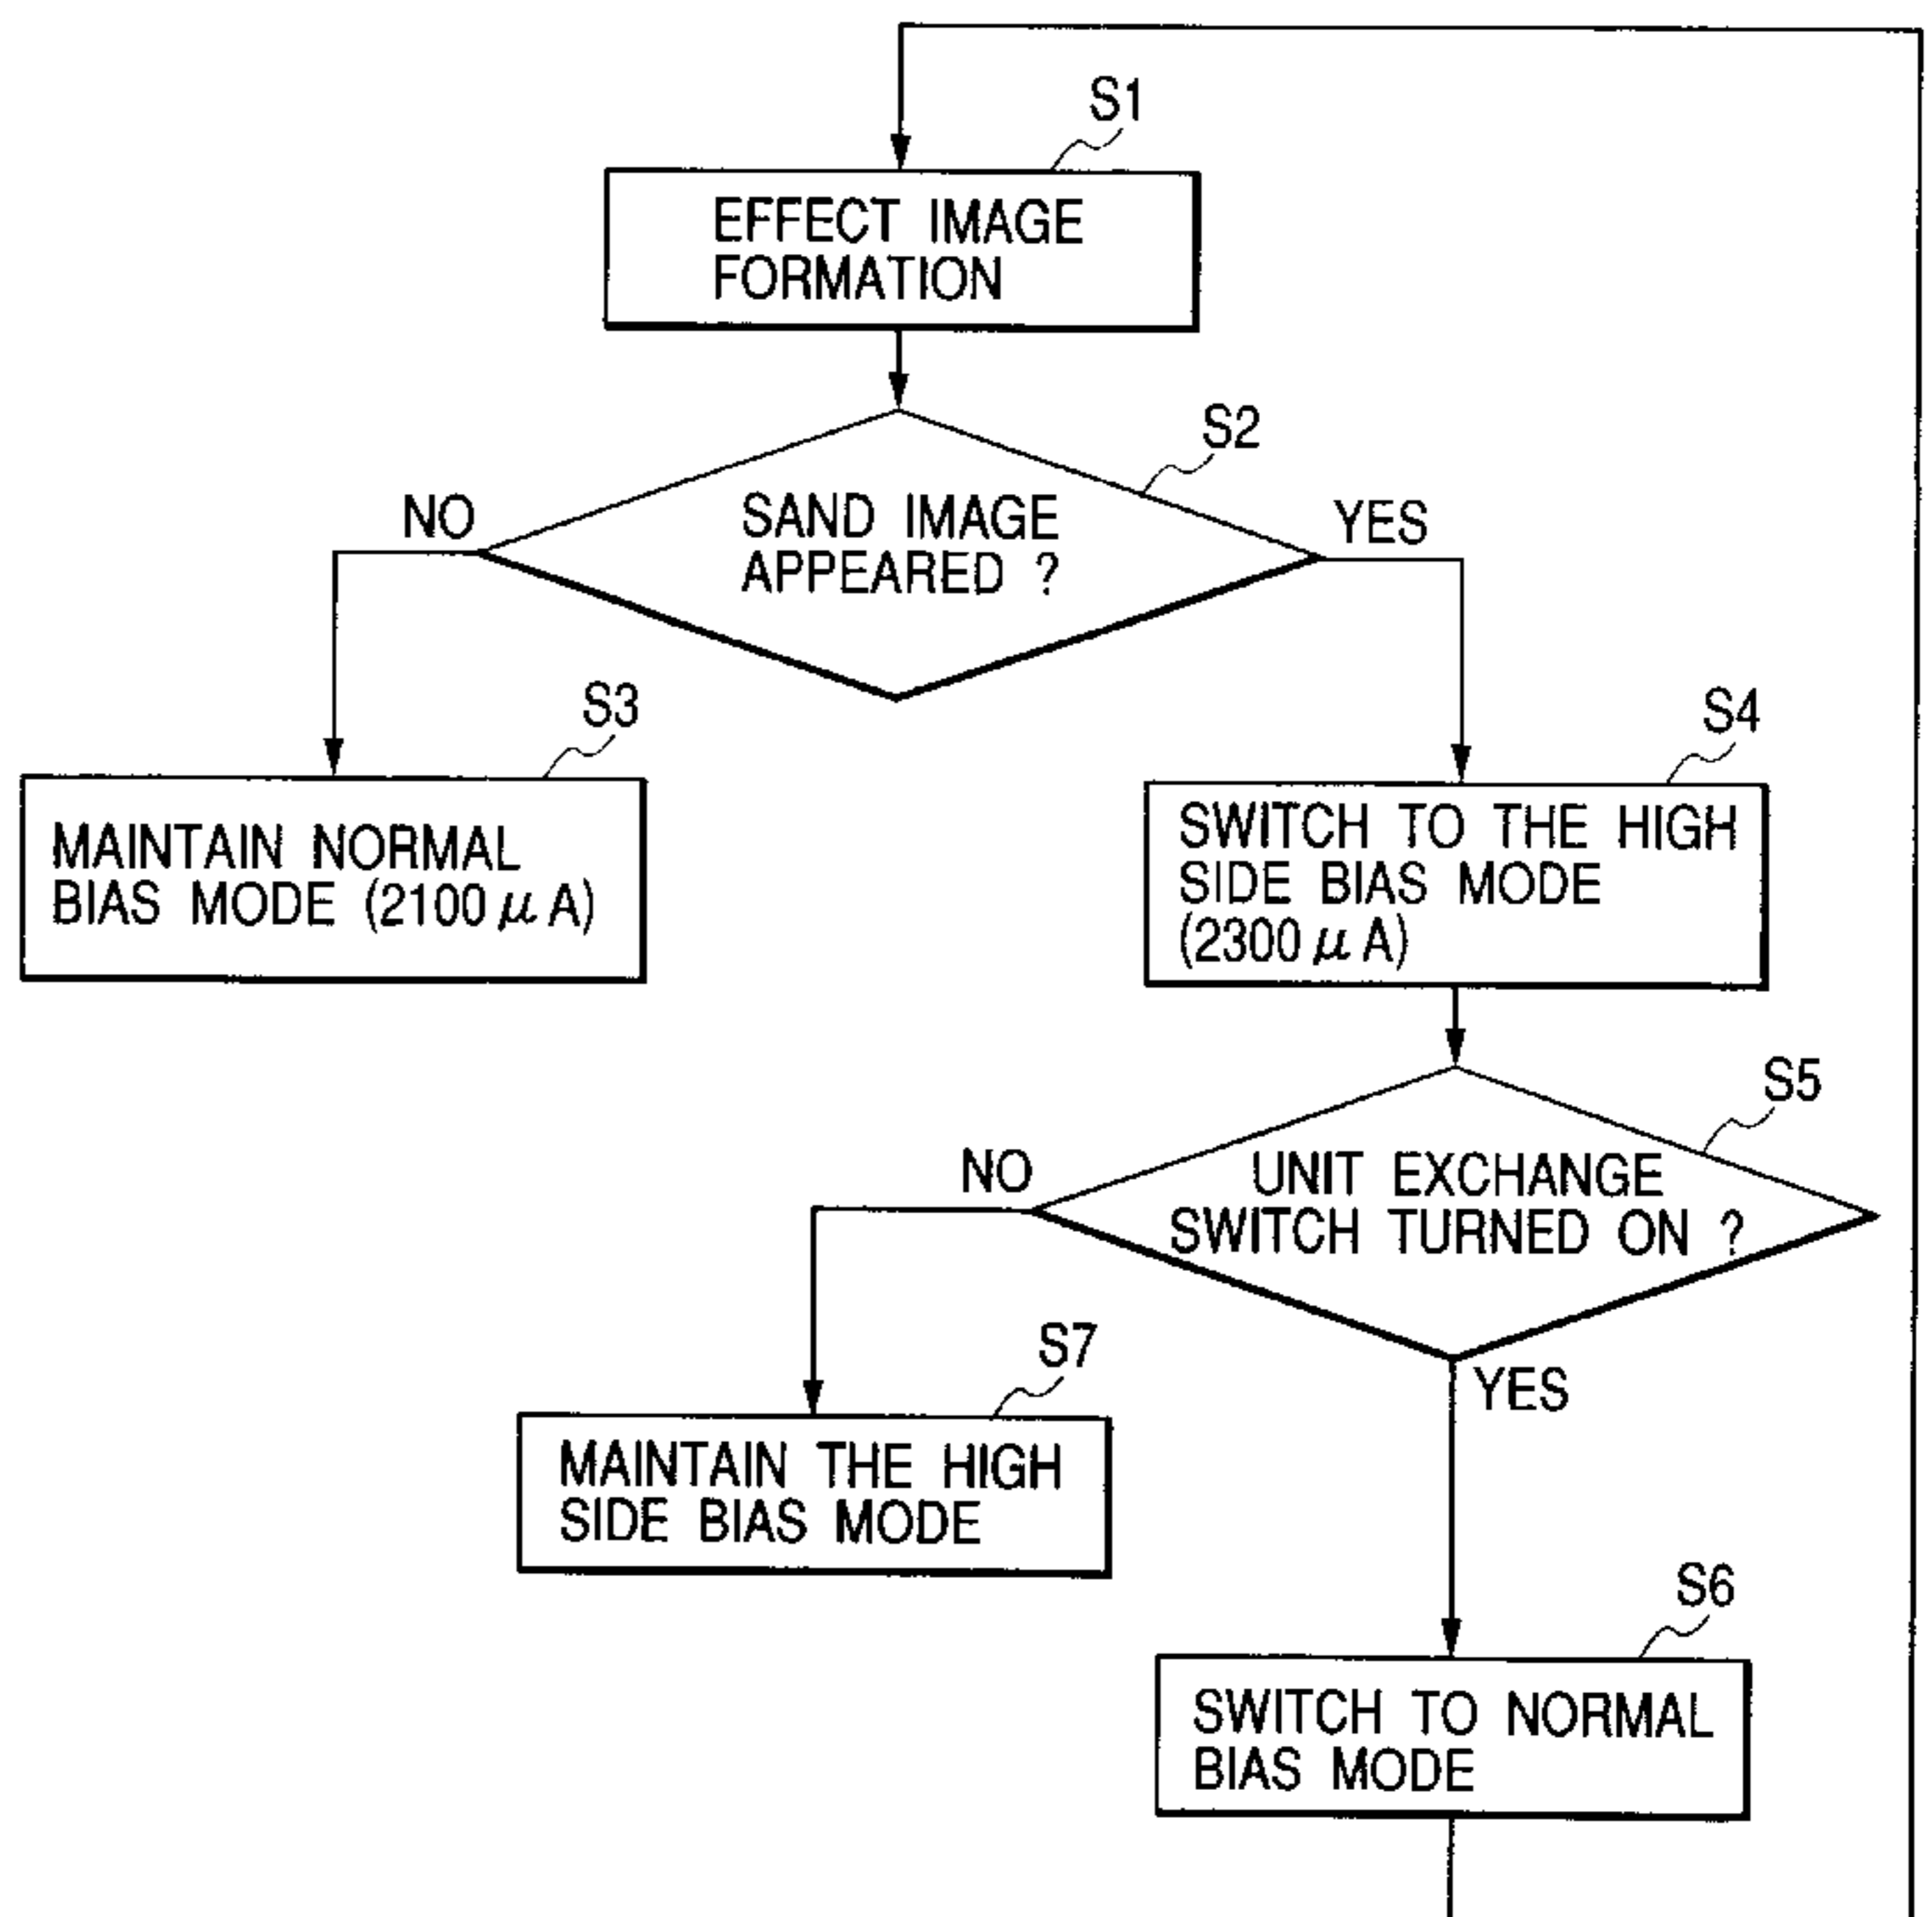 S1
EFFECT IMAGE
FORMATION
S2
SAND IMAGE
APPEARED ?
NO
YES
S3
MAINTAIN NORMAL
BIAS MODE (2100 μ A)
S4
SWITCH TO THE HIGH
SIDE BIAS MODE
(2300 μ A)
S5
UNIT EXCHANGE
SWITCH TURNED ON ?
NO
YES
S7
MAINTAIN THE HIGH
SIDE BIAS MODE
S6
SWITCH TO NORMAL
BIAS MODE